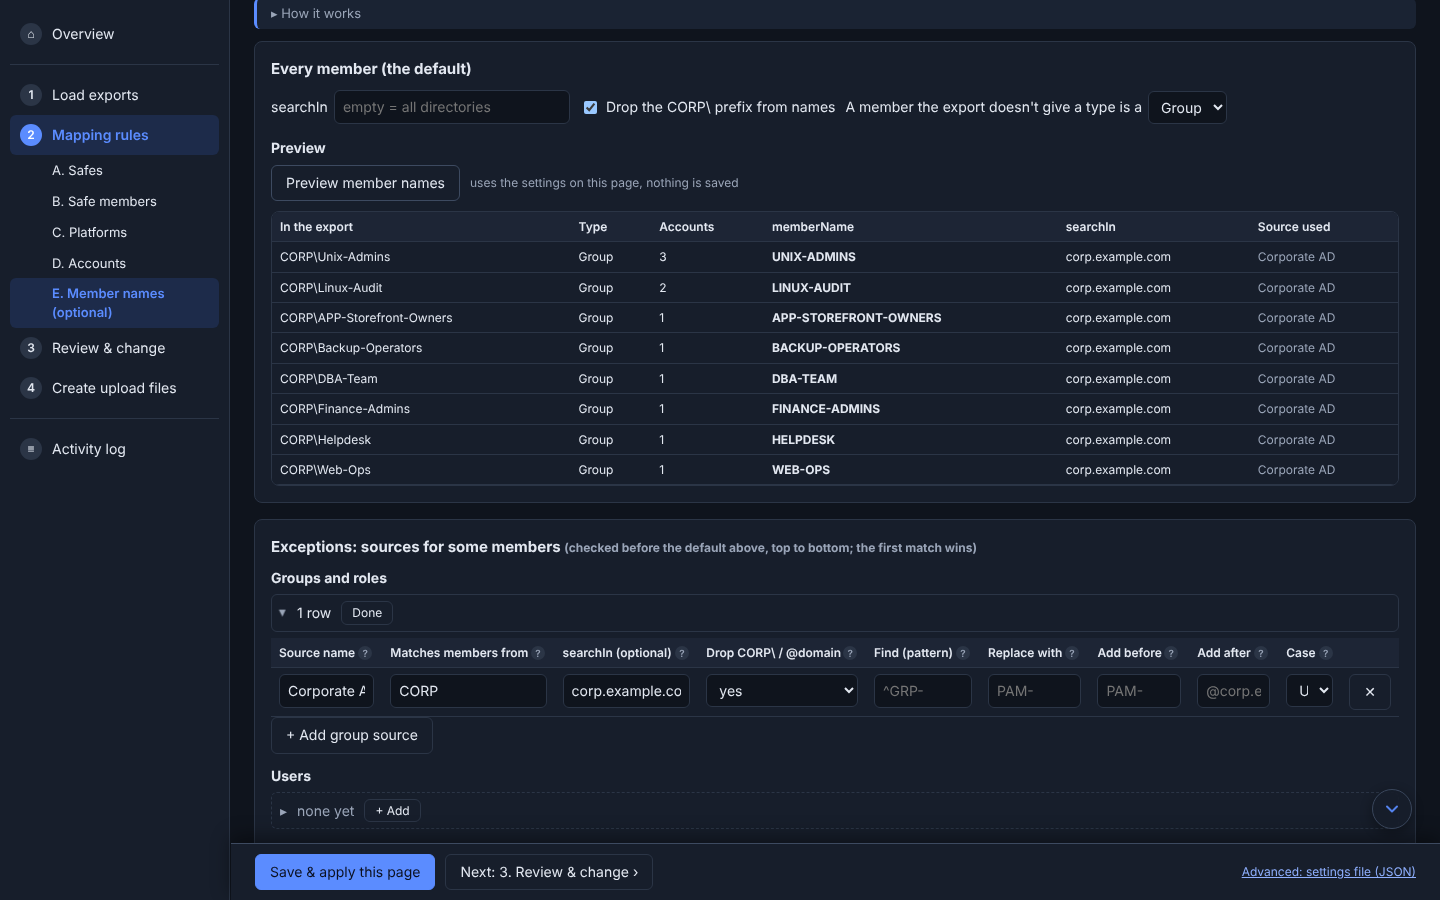 Overview
1 Load exports
2 Mapping rules
A. Safes
B. Safe members
C. Platforms
D. Accounts
E. Member names
(optional)
3 Review & change
4 Create upload files
Activity log
▸ How it works
Every member (the default)
searchIn empty = all directories Drop the CORP\ prefix from names A member the export doesn't give a type is a Group
Preview
Preview member names uses the settings on this page, nothing is saved
In the export Type Accounts memberName searchIn Source used
CORP\Unix-Admins Group 3 UNIX-ADMINS corp.example.com Corporate AD
CORP\Linux-Audit Group 2 LINUX-AUDIT corp.example.com Corporate AD
CORP\APP-Storefront-Owners Group 1 APP-STOREFRONT-OWNERS corp.example.com Corporate AD
CORP\Backup-Operators Group 1 BACKUP-OPERATORS corp.example.com Corporate AD
CORP\DBA-Team Group 1 DBA-TEAM corp.example.com Corporate AD
CORP\Finance-Admins Group 1 FINANCE-ADMINS corp.example.com Corporate AD
CORP\Helpdesk Group 1 HELPDESK corp.example.com Corporate AD
CORP\Web-Ops Group 1 WEB-OPS corp.example.com Corporate AD
Exceptions: sources for some members (checked before the default above, top to bottom; the first match wins)
Groups and roles
▾ 1 row Done
Source name ? Matches members from ? searchIn (optional) ? Drop CORP\ / @domain ? Find (pattern) ? Replace with ? Add before ? Add after ? Case ?
Corporate A CORP corp.example.co yes ^GRP- PAM- PAM- @corp.e U ✕
+ Add group source
Users
▸ none yet + Add
Save & apply this page Next: 3. Review & change › Advanced: settings file (JSON)